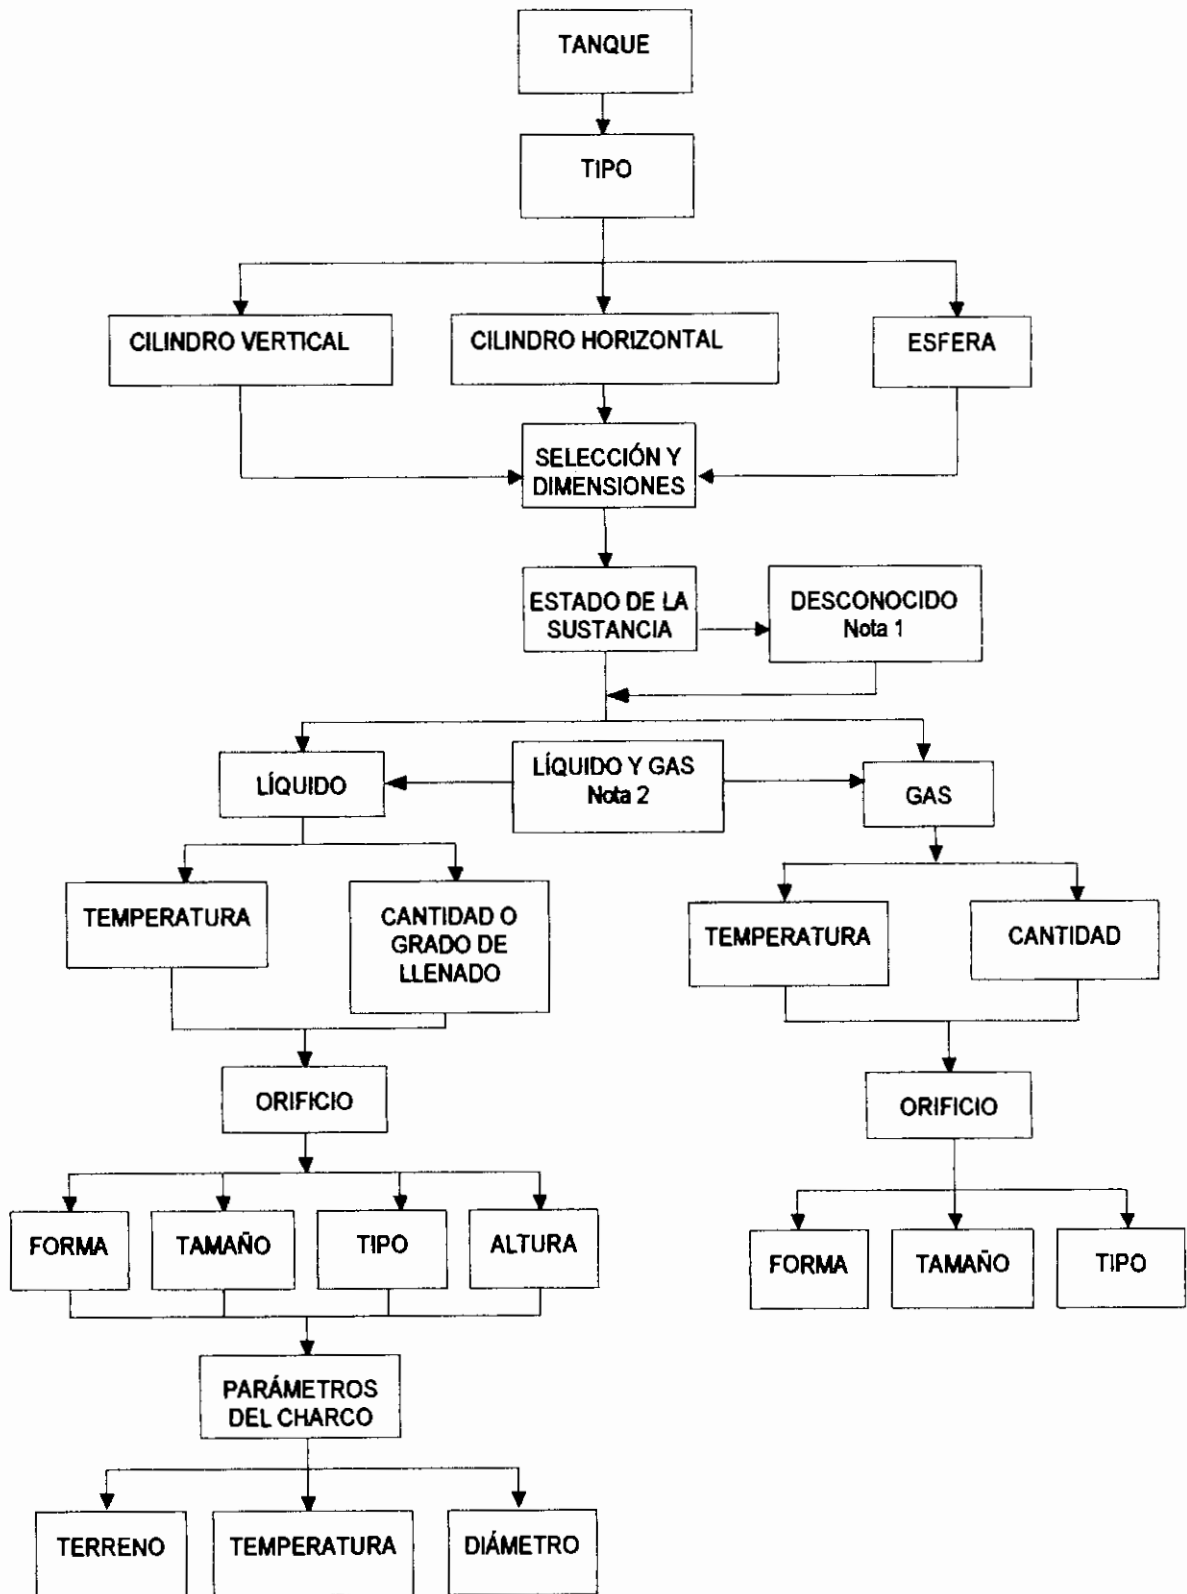 TANQUE
TIPO
CILINDRO VERTICAL
CILINDRO HORIZONTAL
ESFERA
SELECCIÓN Y
DIMENSIONES
ESTADO DE LA
SUSTANCIA
DESCONOCIDO
Nota 1
LÍQUIDO
LÍQUIDO Y GAS
Nota 2
GAS
TEMPERATURA
CANTIDAD O
GRADO DE
LLENADO
TEMPERATURA
CANTIDAD
ORIFICIO
ORIFICIO
FORMA
TAMAÑO
TIPO
ALTURA
FORMA
TAMAÑO
TIPO
PARÁMETROS
DEL CHARCO
TERRENO
TEMPERATURA
DIÁMETRO